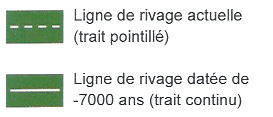 Ligne de rivage actuelle
(trait pointillé)
Ligne de rivage datée de
-7000 ans (trait continu)